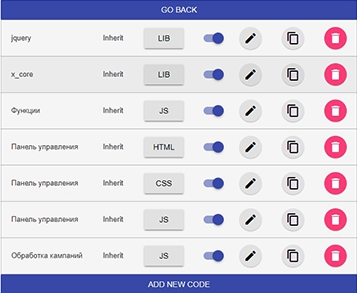 GO BACK
jquery Inherit LIB
x_core Inherit LIB
Функции Inherit JS
Панель управления Inherit HTML
Панель управления Inherit CSS
Панель управления Inherit JS
Обработка кампаний Inherit JS
ADD NEW CODE